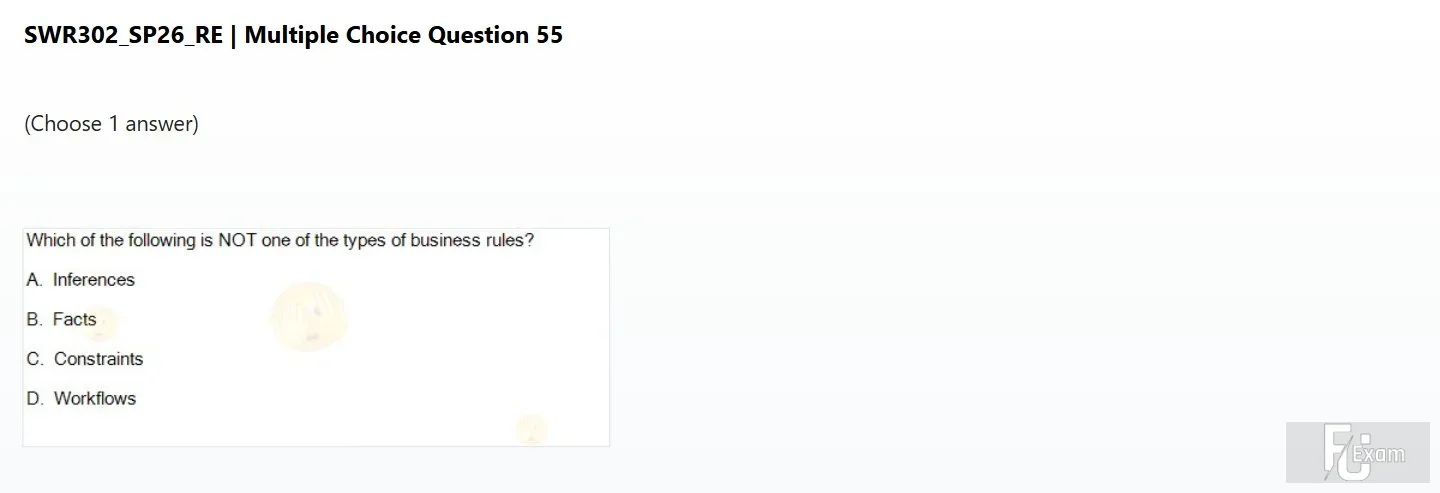 SWR302_SP26_RE | Multiple Choice Question 55
(Choose 1 answer)
Which of the following is NOT one of the types of business rules?
A. Inferences
B. Facts
C. Constraints
D. Workflows
FU Exam